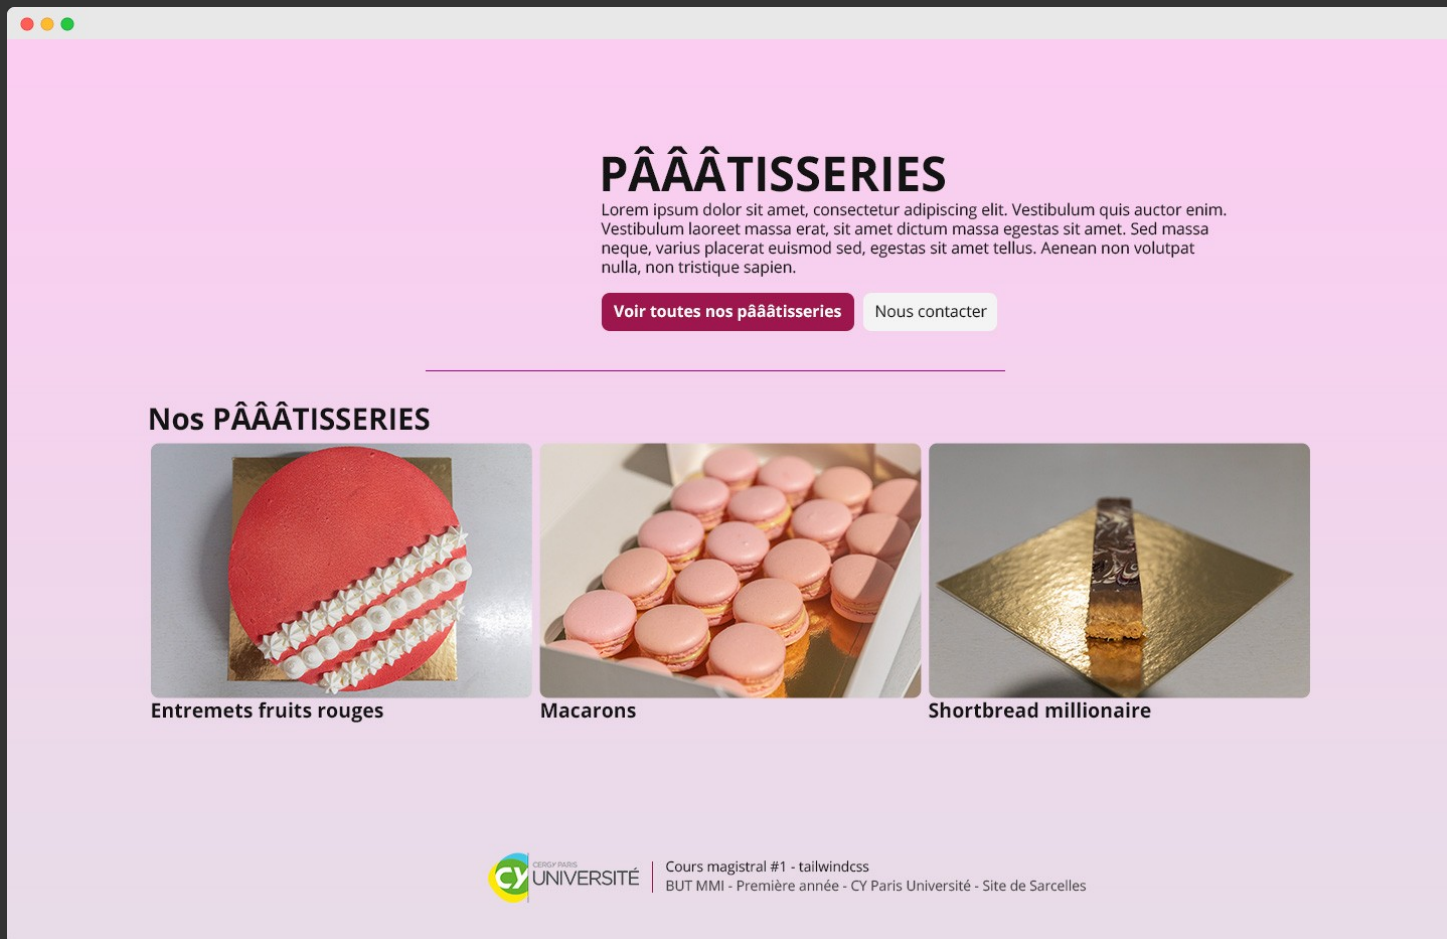 PÂÂÂTISSERIES
Lorem ipsum dolor sit amet, consectetur adipiscing elit. Vestibulum quis auctor enim.
Vestibulum laoreet massa erat, sit amet dictum massa egestas sit amet. Sed massa
neque, varius placerat euismod sed, egestas sit amet tellus. Aenean non volutpat
nulla, non tristique sapien.
Voir toutes nos pâââtisseries
Nous contacter
Nos PÂÂÂTISSERIES
Entremets fruits rouges
Macarons
Shortbread millionaire
CERGY PARIS
CY UNIVERSITÉ
Cours magistral #1 - tailwindcss
BUT MMI - Première année - CY Paris Université - Site de Sarcelles